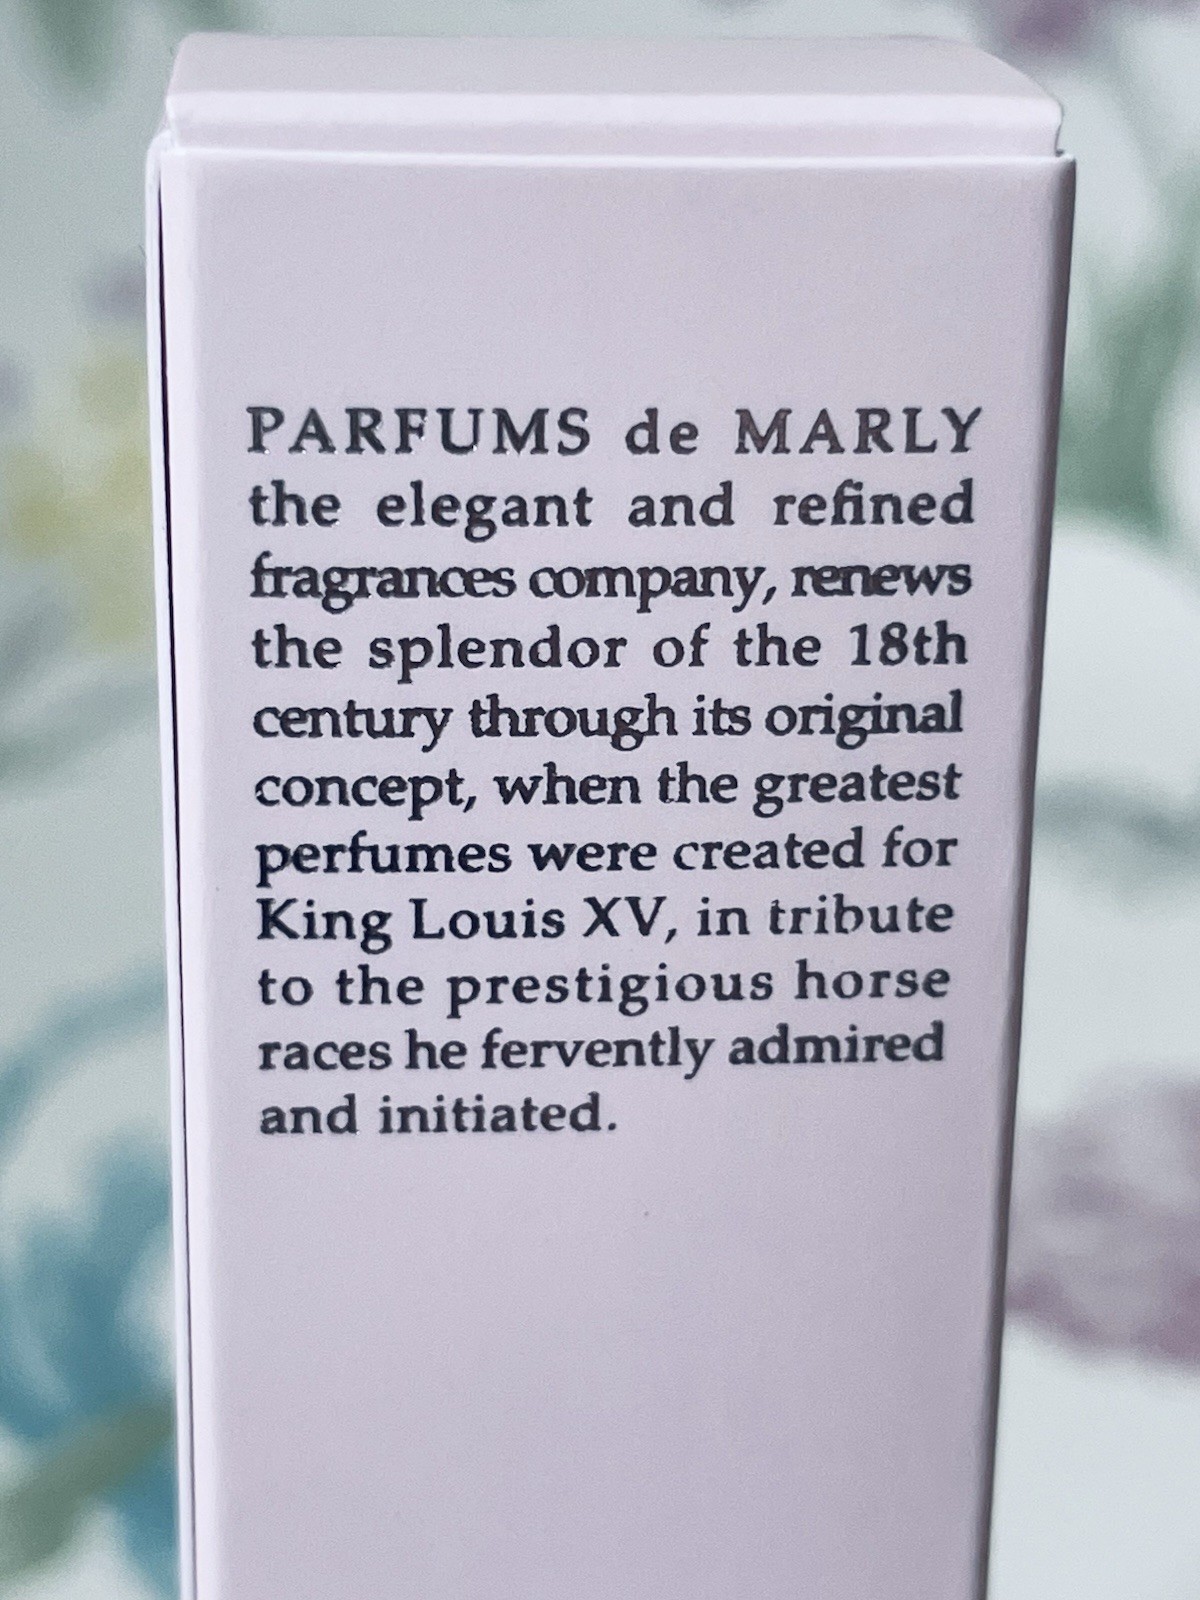 PARFUMS de MARLY
the elegant and refined
fragrances company, renews
the splendor of the 18th
century through its original
concept, when the greatest
perfumes were created for
King Louis XV, in tribute
to the prestigious horse
races he fervently admired
and initiated.